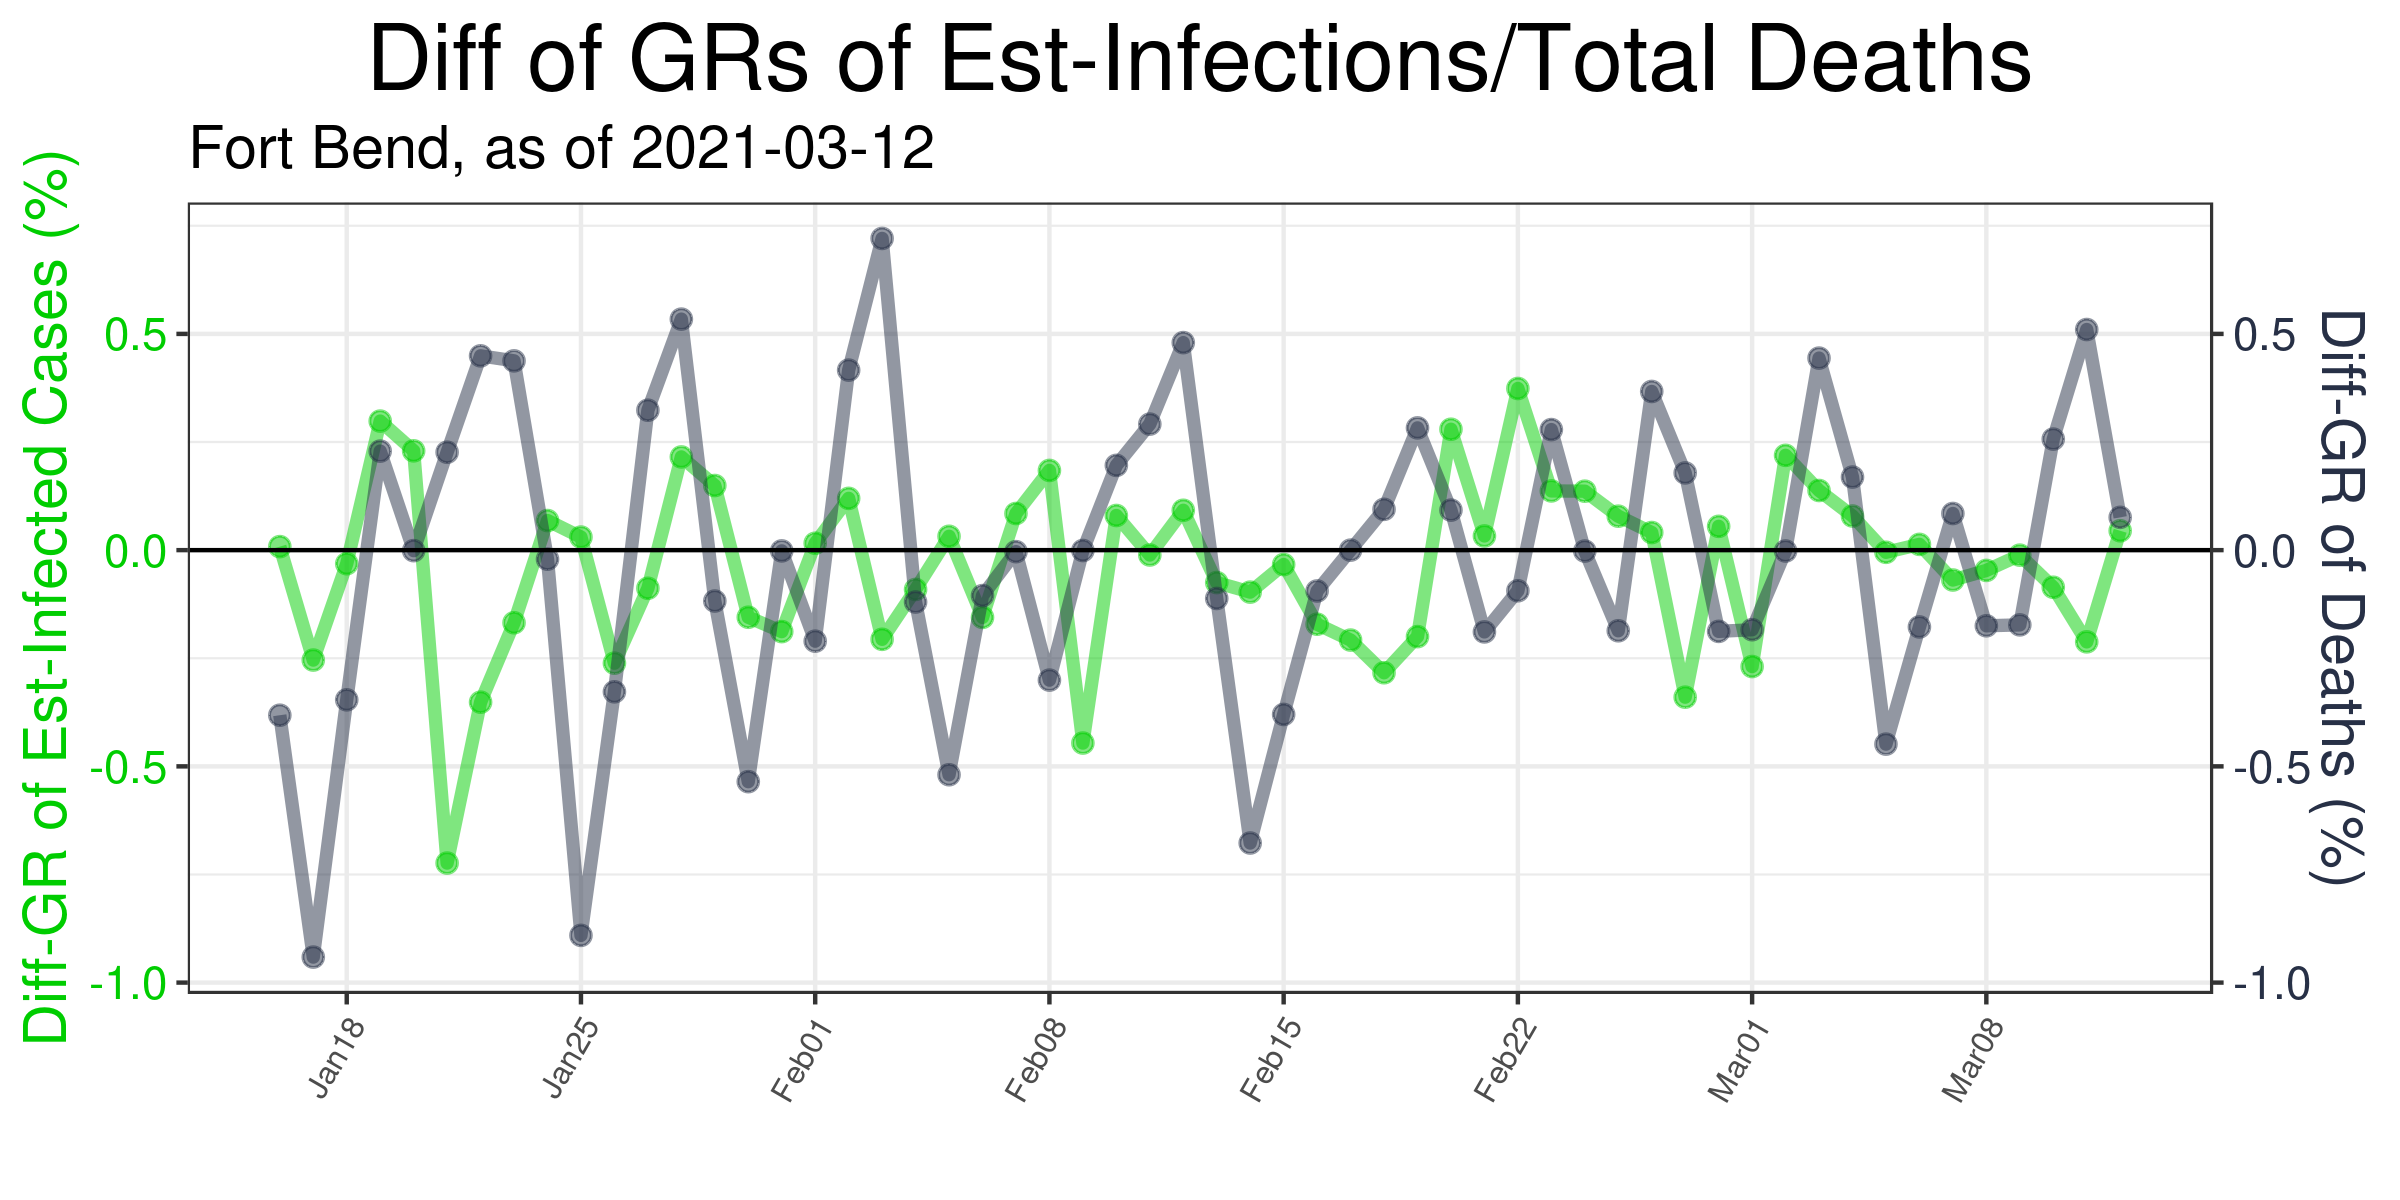 Diff of GRs of Est-Infections/Total Deaths
Fort Bend, as of 2021-03-12
Diff-GR of Est-Infected Cases (%)
0.5
0.0
-0.5
-1.0
0.5
0.0
-0.5
-1.0
Diff-GR of Deaths (%)
Jan18
Jan25
Feb01
Feb08
Feb15
Feb22
Mar01
Mar08